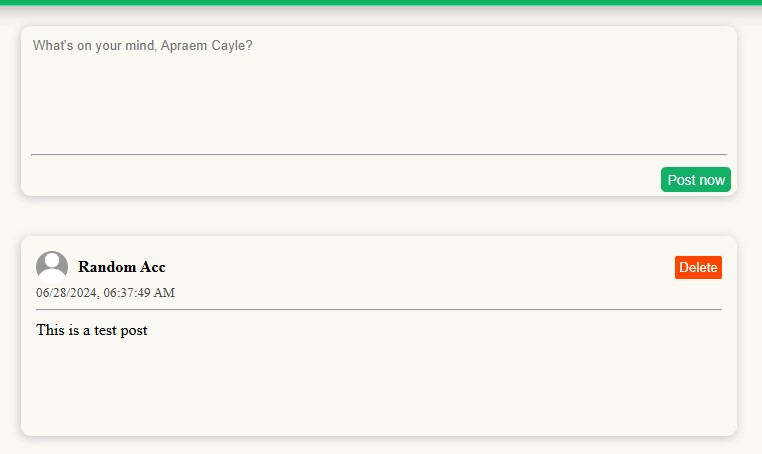 What's on your mind, Apraem Cayle?
Post now
Random Acc
Delete
06/28/2024, 06:37:49 AM
This is a test post